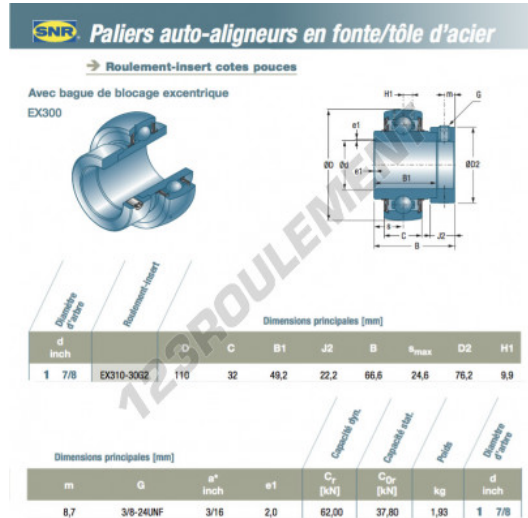 SNR Paliers auto-aligneurs en fonte/tôle d'acier
Roulement-insert cotes pouces
Avec bague de blocage excentrique
EX300
H1 m G
e1
ØD Ød ØD2
e1 B1
s
C J2
B
123ROULEMENT
Diamètre d'arbre Roulement-insert
Dimensions principales [mm]
d inch D C B1 J2 B smax D2 H1
1 7/8 EX310-30G2 110 32 49,2 22,2 66,6 24,6 76,2 9,9
Dimensions principales [mm] Capacité dyn. Capacité stat. Poids Diamètre d'arbre
m G a* inch e1 Cr [kN] C0r [kN] kg d inch
8,7 3/8-24UNF 3/16 2,0 62,00 37,80 1,93 1 7/8